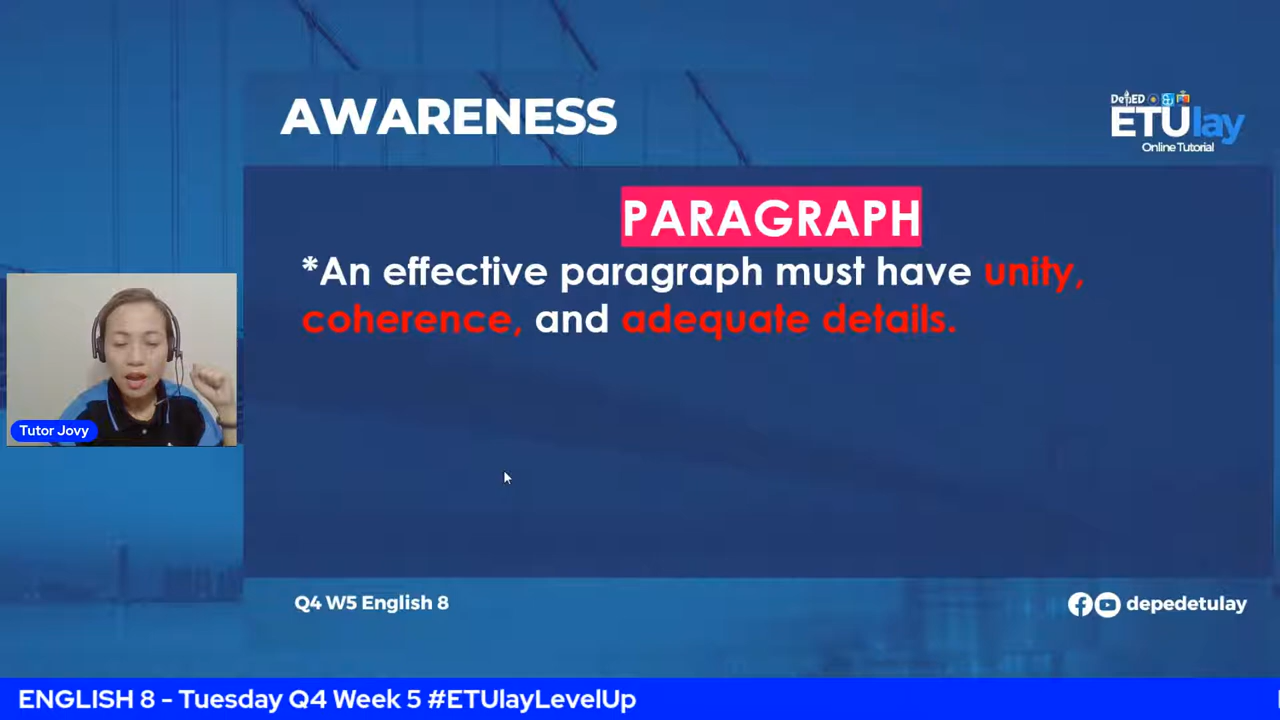 AWARENESS
DepED
ETUlay
Online Tutorial
PARAGRAPH
*An effective paragraph must have unity,
coherence, and adequate details.
Tutor Jovy
Q4 W5 English 8
depedetulay
ENGLISH 8 - Tuesday Q4 Week 5 #ETUlayLevelUp